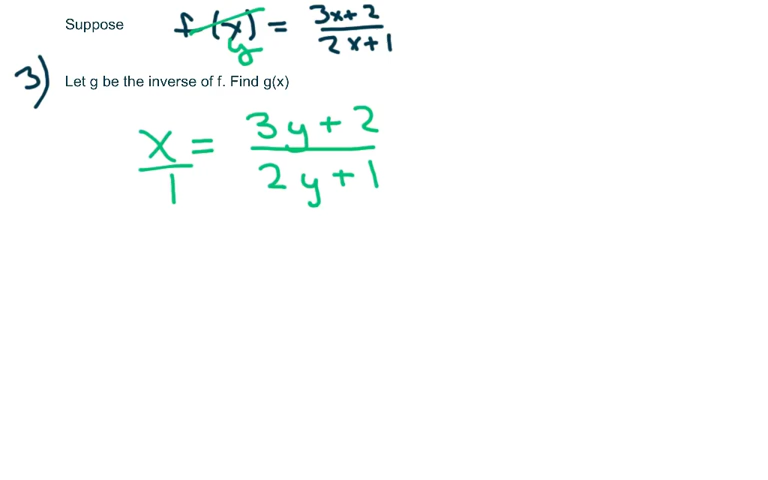 Suppose f(x) = (3x+2)/(2x+1)
y
3) Let g be the inverse of f. Find g(x)
x/1 = (3y+2)/(2y+1)